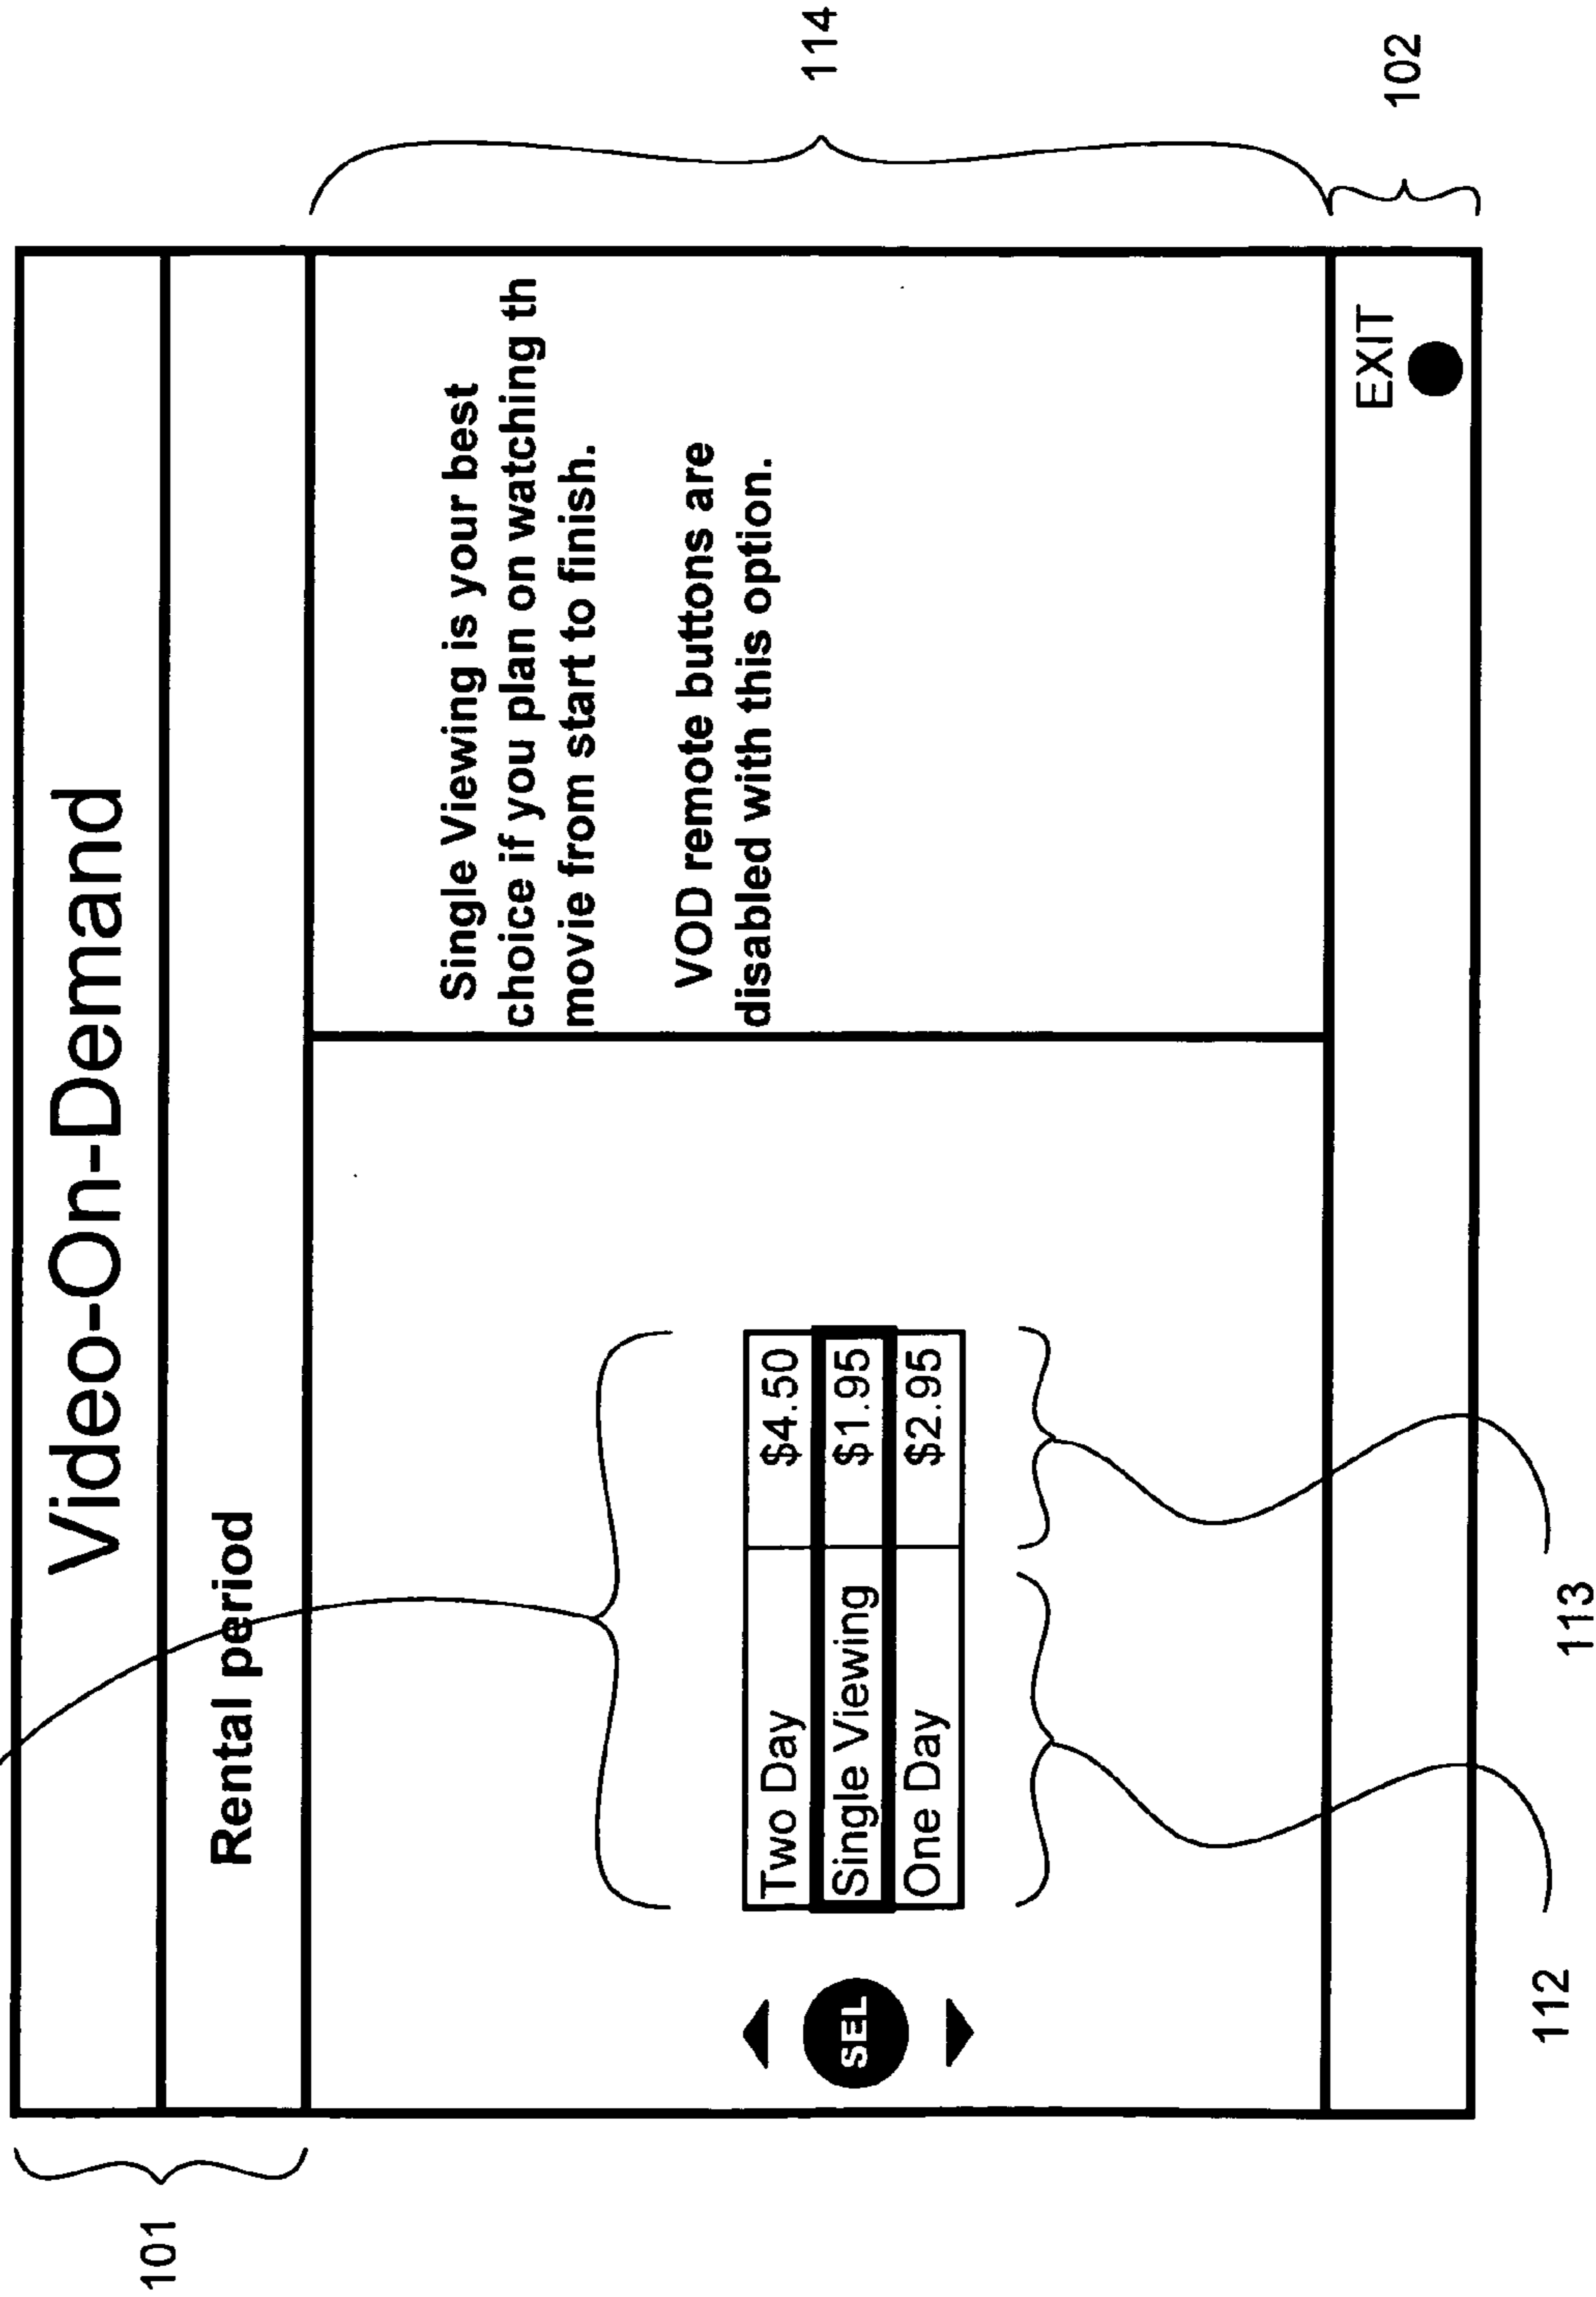 Video-On-Demand
101
Rental period
Two Day $4.50
Single Viewing $1.95
One Day $2.95
SEL
Single Viewing is your best
choice if you plan on watching th
movie from start to finish.
VOD remote buttons are
disabled with this option.
114
EXIT
102
112
113